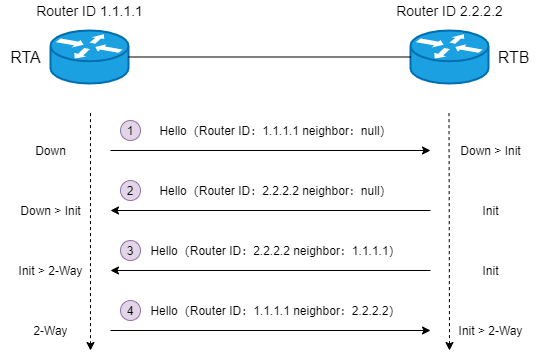 Router ID 1.1.1.1
Router ID 2.2.2.2
RTA
RTB
1
Hello（Router ID：1.1.1.1 neighbor：null）
Down
Down > Init
2
Hello（Router ID：2.2.2.2 neighbor：null）
Down > Init
Init
3
Hello（Router ID：2.2.2.2 neighbor：1.1.1.1）
Init > 2-Way
Init
4
Hello（Router ID：1.1.1.1 neighbor：2.2.2.2）
2-Way
Init > 2-Way